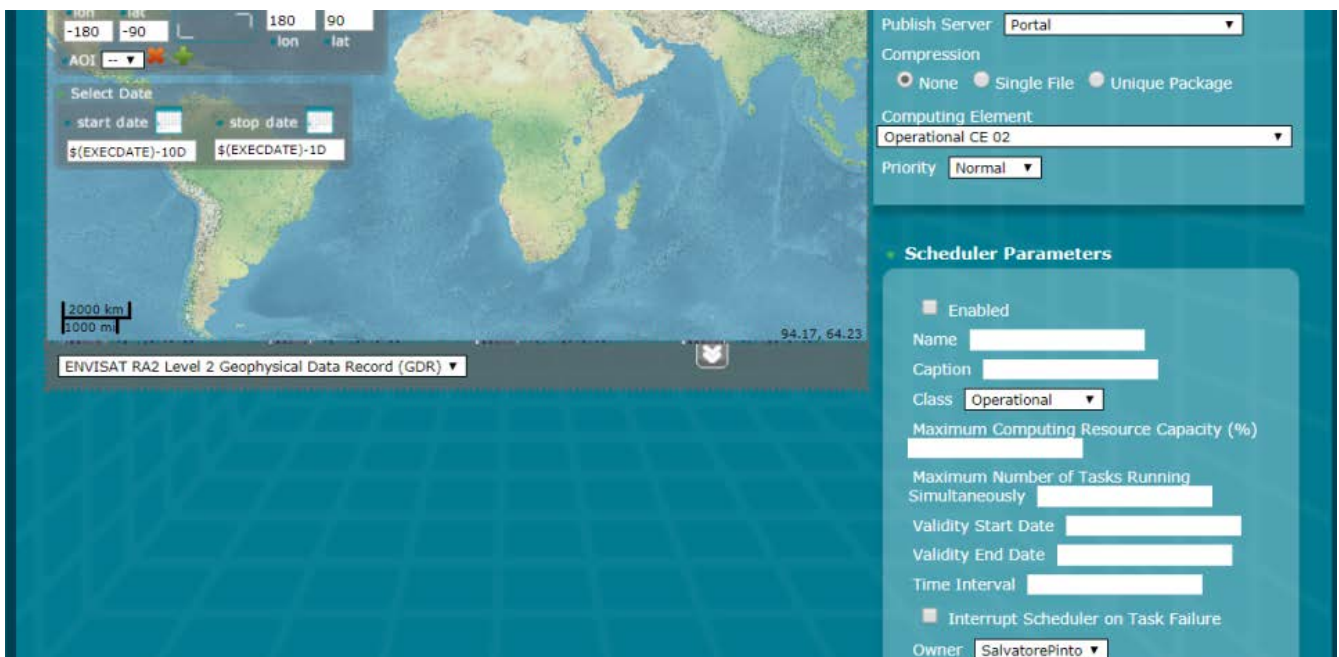 lon lat
-180 -90
180 90
lon lat
AOI --
Select Date
start date stop date
$(EXECDATE)-10D $(EXECDATE)-1D
2000 km
1000 mi
94.17, 64.23
ENVISAT RA2 Level 2 Geophysical Data Record (GDR)
Publish Server Portal
Compression
None Single File Unique Package
Computing Element
Operational CE 02
Priority Normal
Scheduler Parameters
Enabled
Name
Caption
Class Operational
Maximum Computing Resource Capacity (%)
Maximum Number of Tasks Running
Simultaneously
Validity Start Date
Validity End Date
Time Interval
Interrupt Scheduler on Task Failure
Owner SalvatorePinto